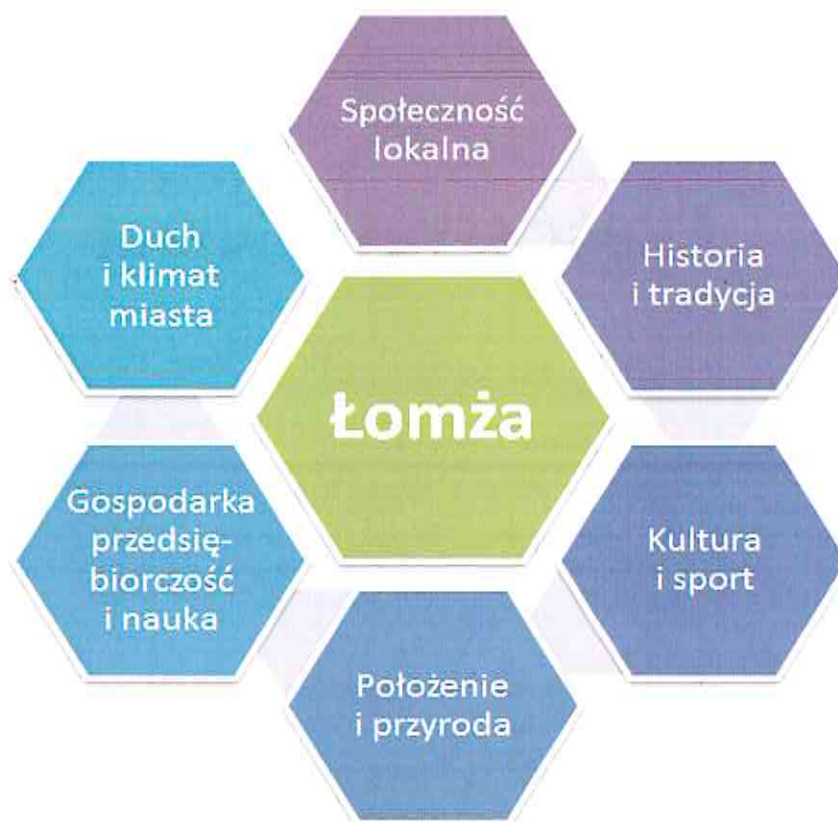 Społeczność
lokalna
Historia
i tradycja
Kultura
i sport
Położenie
i przyroda
Gospodarka
przedsię-
biorczość
i nauka
Duch
i klimat
miasta
Łomża